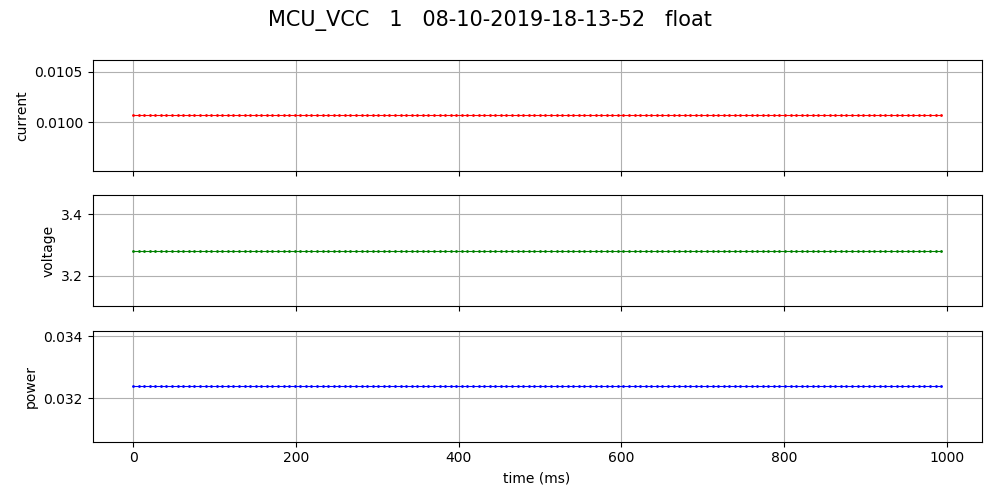 MCU_VCC 1 08-10-2019-18-13-52 float
0.0105
0.0100
current
3.4
3.2
voltage
0.034
0.032
power
0 200 400 600 800 1000
time (ms)